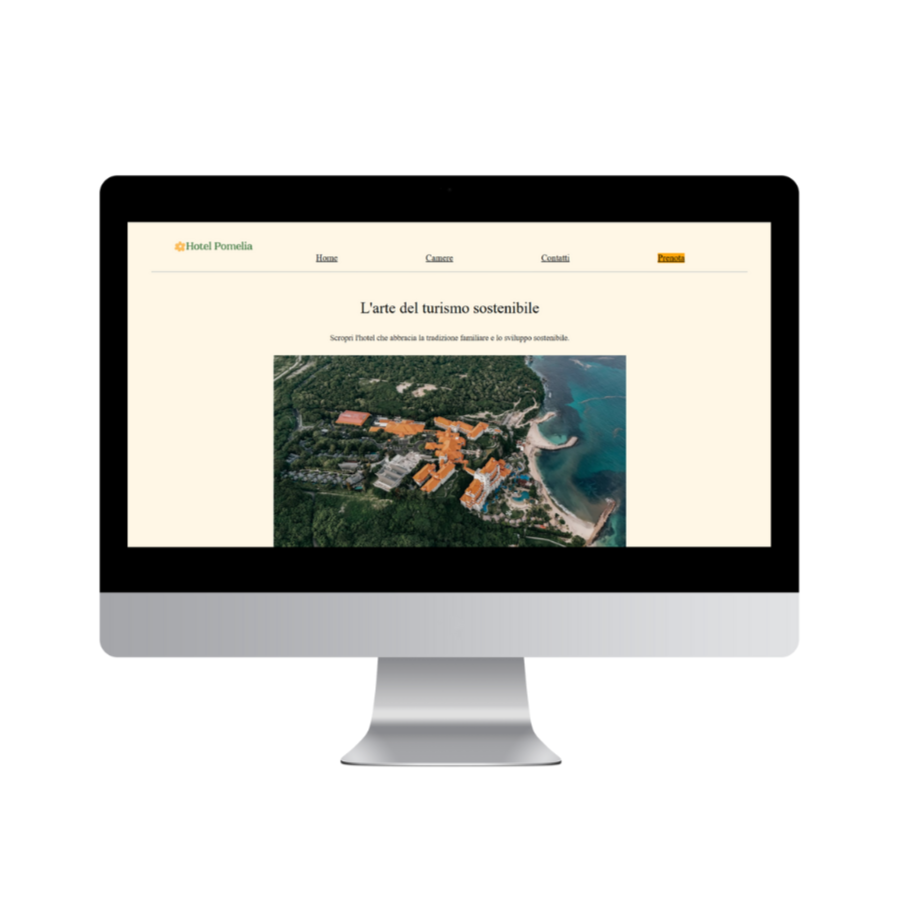 Hotel Pomelia
Home Camere Contatti Prenota
L'arte del turismo sostenibile
Scropri l'hotel che abbraccia la tradizione familiare e lo sviluppo sostenibile.